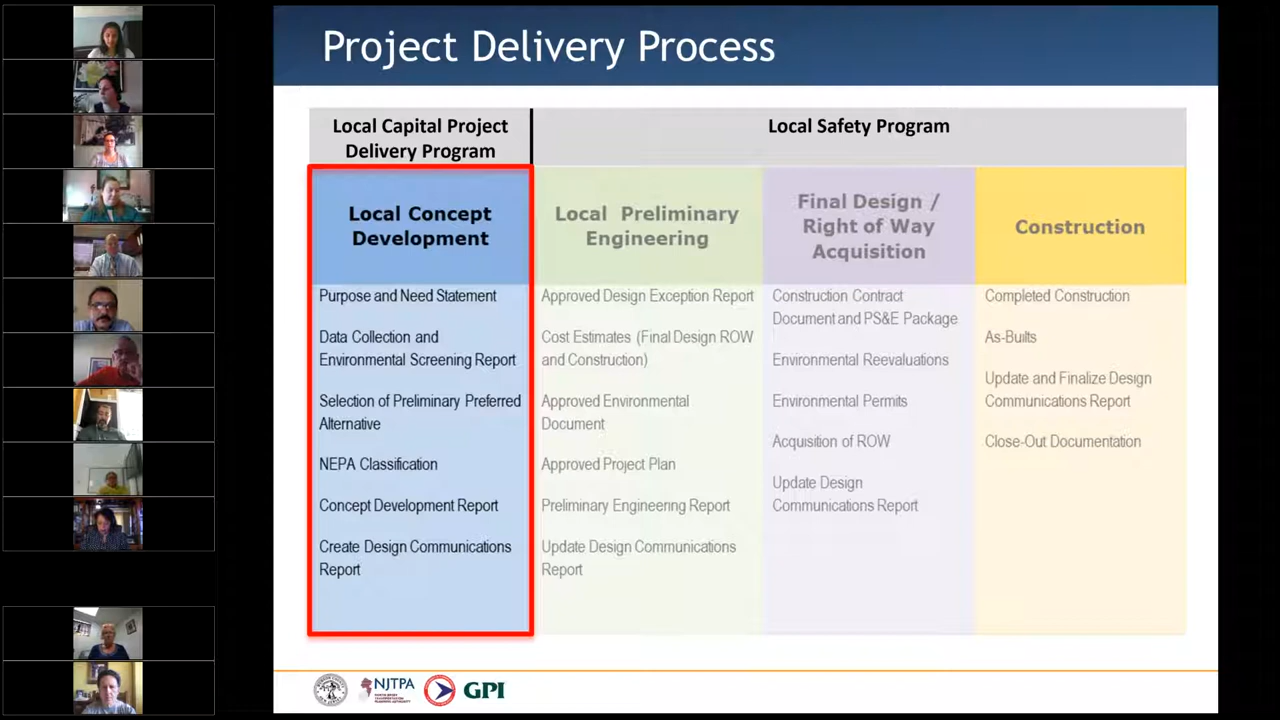 Project Delivery Process
Local Capital Project
Delivery Program
Local Safety Program
Local Concept
Development
Purpose and Need Statement
Data Collection and
Environmental Screening Report
Selection of Preliminary Preferred
Alternative
NEPA Classification
Concept Development Report
Create Design Communications
Report
Local Preliminary
Engineering
Approved Design Exception Report
Cost Estimates (Final Design ROW
and Construction)
Approved Environmental
Document
Approved Project Plan
Preliminary Engineering Report
Update Design Communications
Report
Final Design /
Right of Way
Acquisition
Construction Contract
Document and PS&E Package
Environmental Reevaluations
Environmental Permits
Acquisition of ROW
Update Design
Communications Report
Construction
Completed Construction
As-Builts
Update and Finalize Design
Communications Report
Close-Out Documentation
NJTPA
GPI